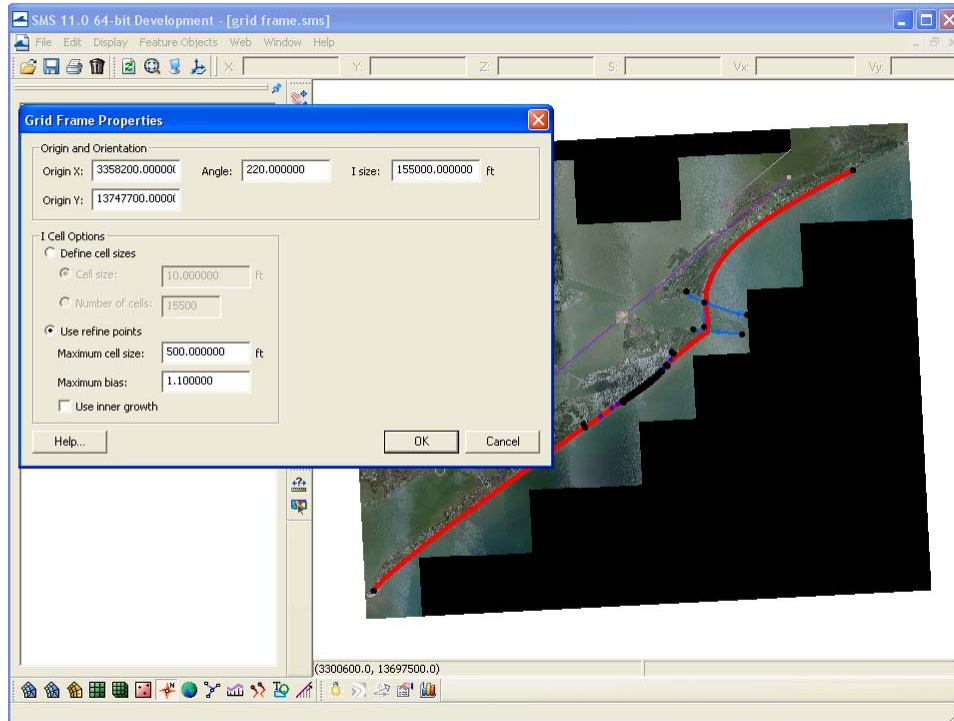 SMS 11.0 64-bit Development - [grid frame.sms]
File Edit Display Feature Objects Web Window Help
X: Y: Z: S: Vx: Vy:
Grid Frame Properties
Origin and Orientation
Origin X: 3358200.000000 Angle: 220.000000 I size: 155000.000000 ft
Origin Y: 13747700.00000
I Cell Options
Define cell sizes
Cell size: 10.000000 ft
Number of cells: 15500
Use refine points
Maximum cell size: 500.000000 ft
Maximum bias: 1.100000
Use inner growth
Help... OK Cancel
(3300600.0, 13697500.0)